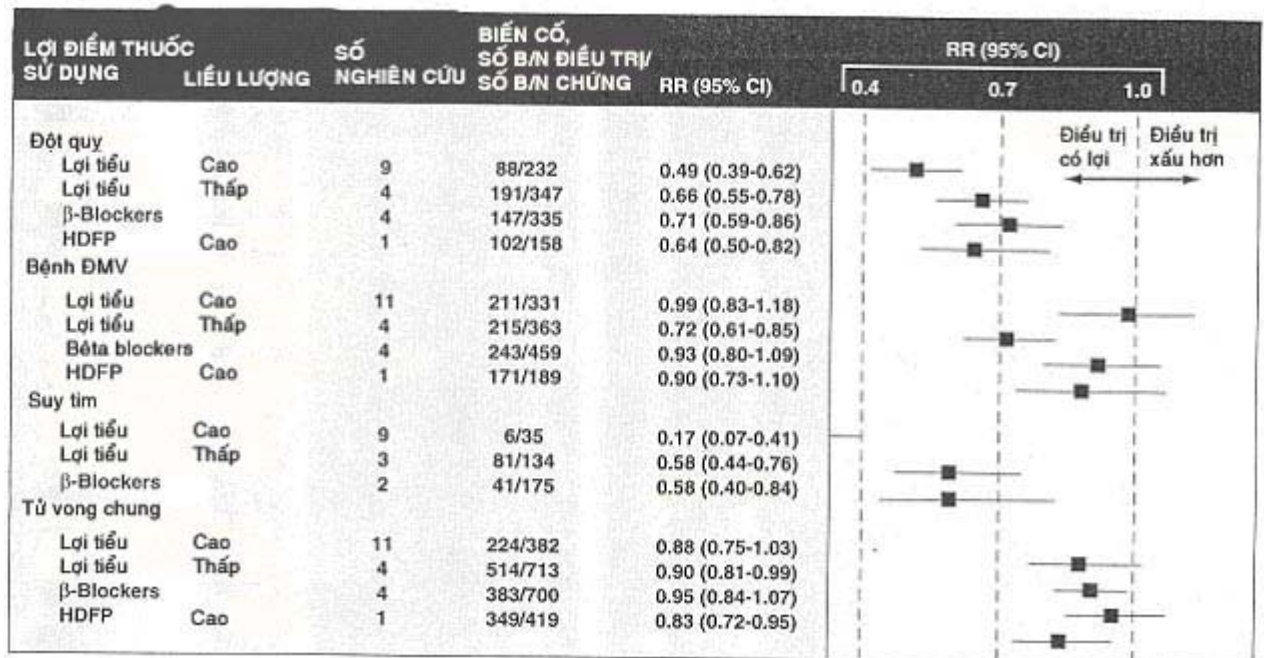 LỢI ĐIỂM THUỐC SỬ DỤNG LIỀU LƯỢNG SỐ NGHIÊN CỨU BIẾN CỐ, SỐ B/N ĐIỀU TRỊ/ SỐ B/N CHỨNG RR (95% CI) RR (95% CI)
0.4 0.7 1.0
Điều trị có lợi Điều trị xấu hơn
Đột quỵ
Lợi tiểu Cao 9 88/232 0.49 (0.39-0.62)
Lợi tiểu Thấp 4 191/347 0.66 (0.55-0.78)
β-Blockers 4 147/335 0.71 (0.59-0.86)
HDFP Cao 1 102/158 0.64 (0.50-0.82)
Bệnh ĐMV
Lợi tiểu Cao 11 211/331 0.99 (0.83-1.18)
Lợi tiểu Thấp 4 215/363 0.72 (0.61-0.85)
Bêta blockers 4 243/459 0.93 (0.80-1.09)
HDFP Cao 1 171/189 0.90 (0.73-1.10)
Suy tim
Lợi tiểu Cao 9 6/35 0.17 (0.07-0.41)
Lợi tiểu Thấp 3 81/134 0.58 (0.44-0.76)
β-Blockers 2 41/175 0.58 (0.40-0.84)
Tử vong chung
Lợi tiểu Cao 11 224/382 0.88 (0.75-1.03)
Lợi tiểu Thấp 4 514/713 0.90 (0.81-0.99)
β-Blockers 4 383/700 0.95 (0.84-1.07)
HDFP Cao 1 349/419 0.83 (0.72-0.95)